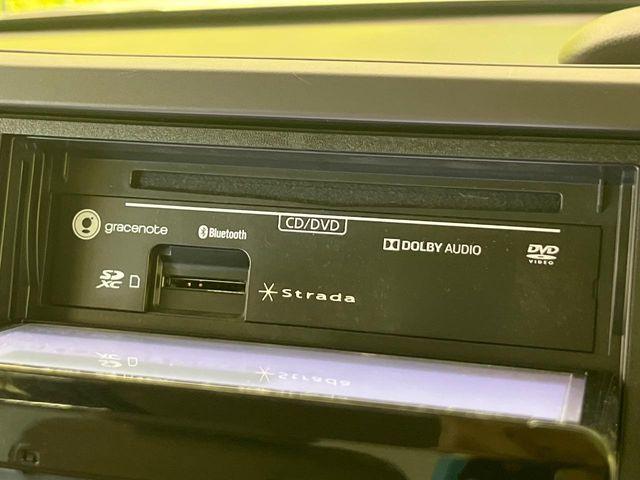 gracenote
Bluetooth
CD/DVD
DOLBY AUDIO
DVD
VIDEO
SD
XC
Strada